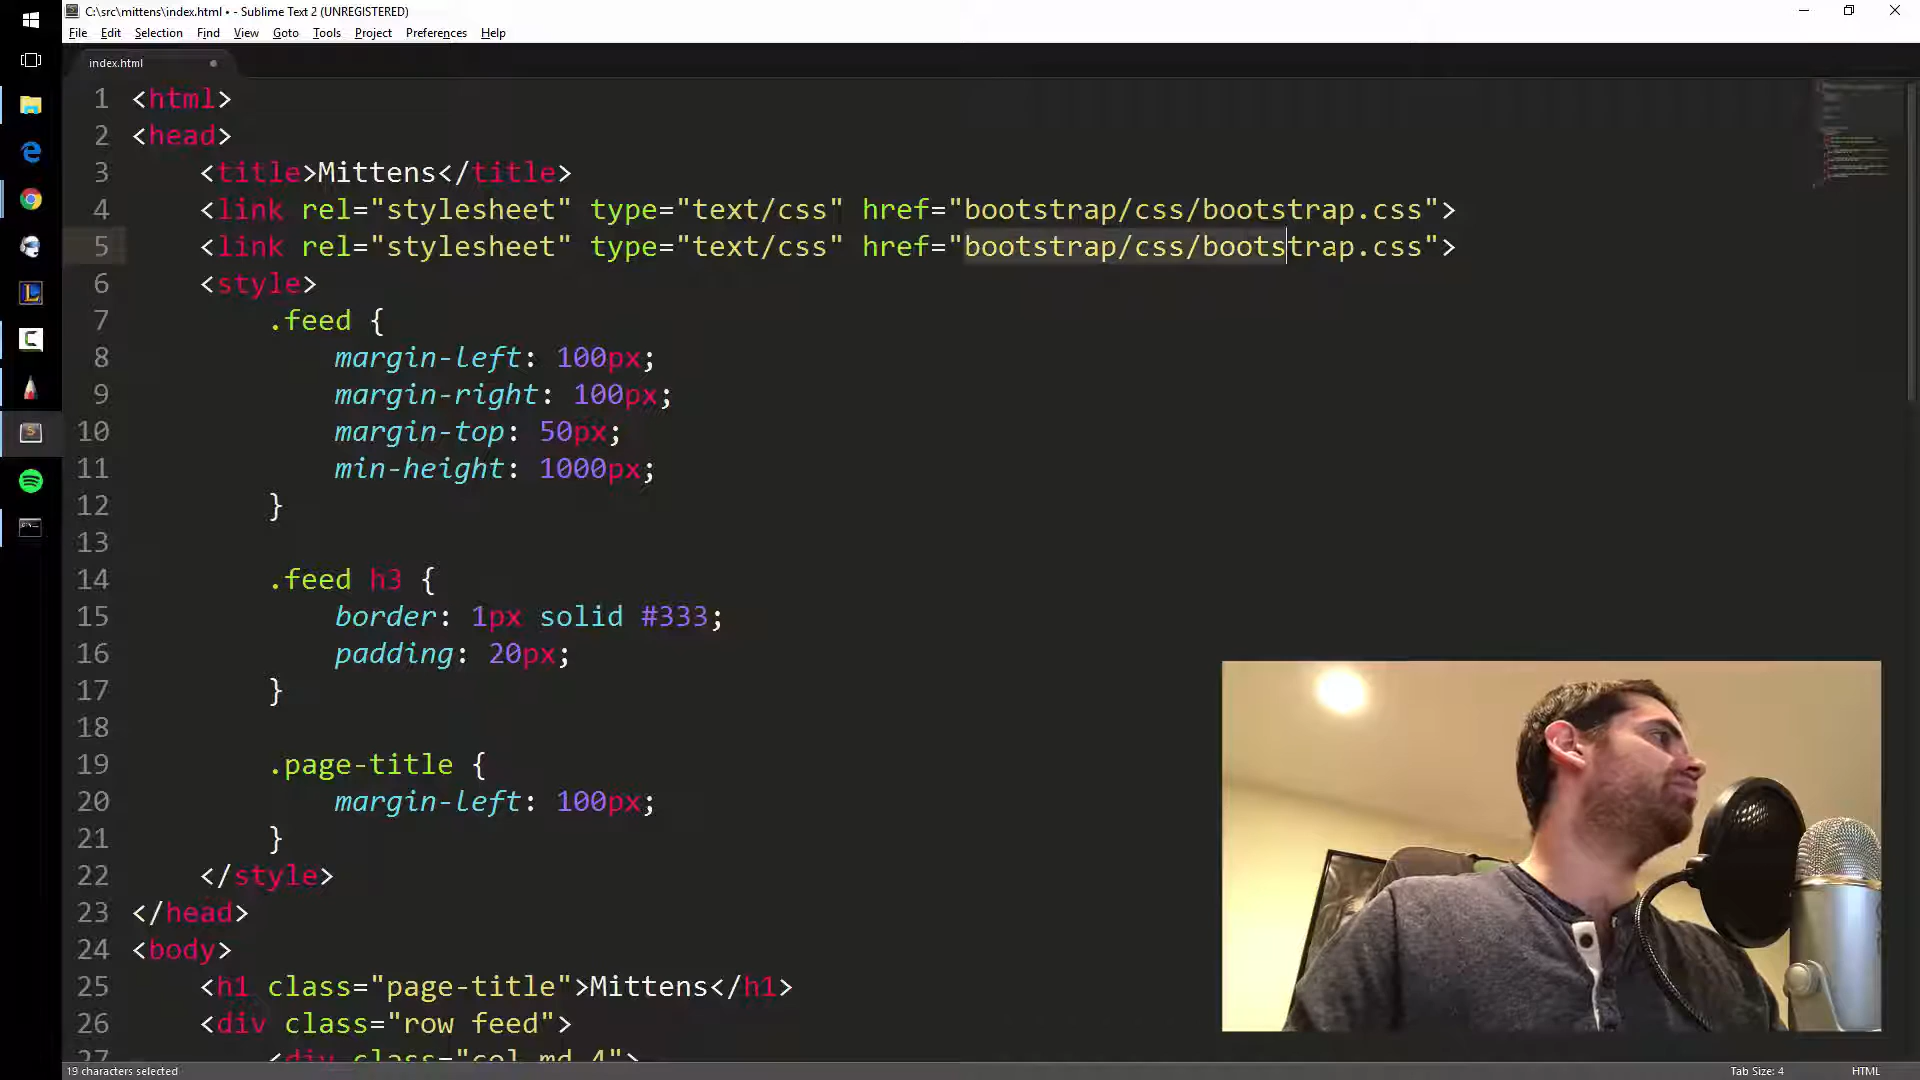 C:\src\mittens\index.html • - Sublime Text 2 (UNREGISTERED)
File Edit Selection Find View Goto Tools Project Preferences Help
index.html
1 <html>
2 <head>
3 <title>Mittens</title>
4 <link rel="stylesheet" type="text/css" href="bootstrap/css/bootstrap.css">
5 <link rel="stylesheet" type="text/css" href="bootstrap/css/bootstrap.css">
6 <style>
7 .feed {
8 margin-left: 100px;
9 margin-right: 100px;
10 margin-top: 50px;
11 min-height: 1000px;
12 }
13
14 .feed h3 {
15 border: 1px solid #333;
16 padding: 20px;
17 }
18
19 .page-title {
20 margin-left: 100px;
21 }
22 </style>
23 </head>
24 <body>
25 <h1 class="page-title">Mittens</h1>
26 <div class="row feed">
27 <div class="col-md-4">
19 characters selected
Tab Size: 4
HTML